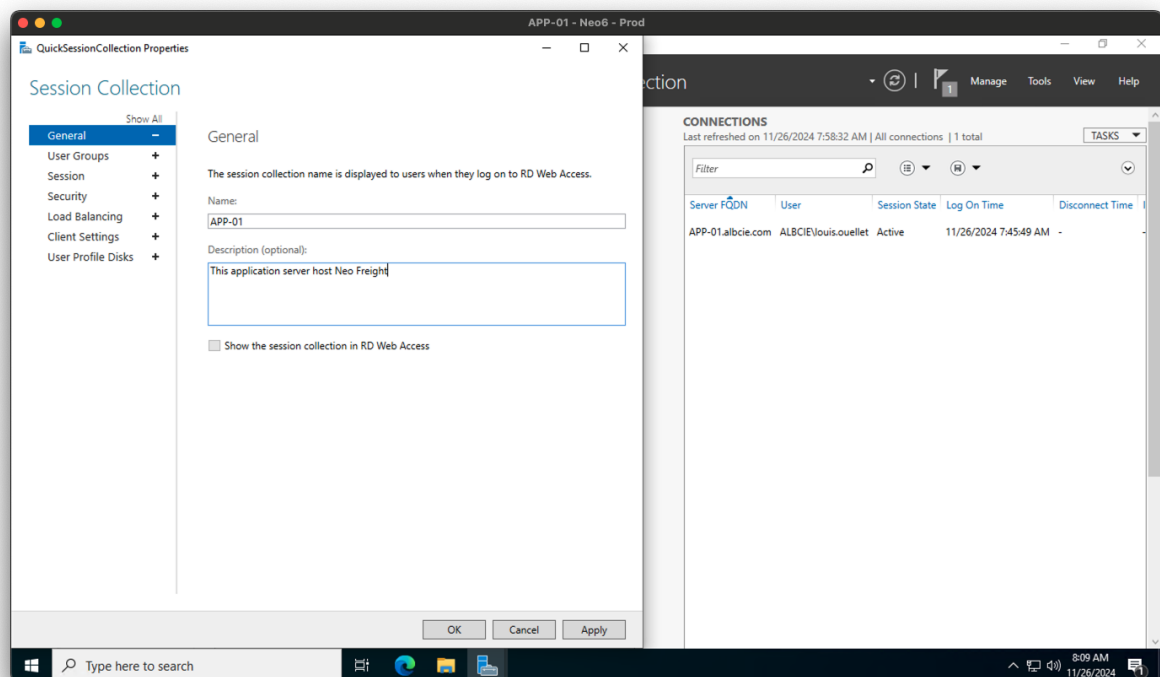 APP-01 - Neo6 - Prod
QuickSessionCollection Properties
Session Collection
Show All
General
User Groups
Session
Security
Load Balancing
Client Settings
User Profile Disks
General
The session collection name is displayed to users when they log on to RD Web Access.
Name:
APP-01
Description (optional):
This application server host Neo Freight
Show the session collection in RD Web Access
OK Cancel Apply
ction
1
Manage Tools View Help
CONNECTIONS
Last refreshed on 11/26/2024 7:58:32 AM | All connections | 1 total
TASKS
Filter
Server FQDN User Session State Log On Time Disconnect Time
APP-01.albcie.com ALBCIE\louis.ouellet Active 11/26/2024 7:45:49 AM - -
Type here to search
8:09 AM
11/26/2024
1